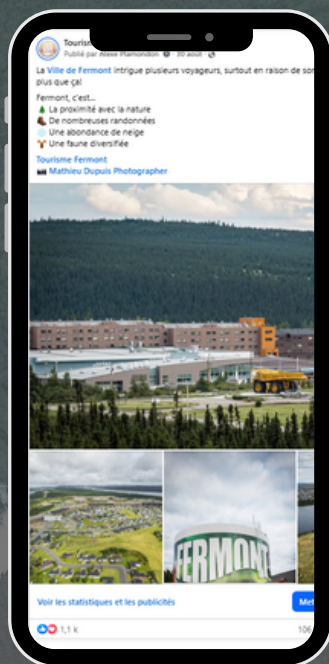 Touris
Publié par Alexe Plamondon · 30 août ·
La Ville de Fermont intrigue plusieurs voyageurs, surtout en raison de son
plus que ça!
Fermont, c'est...
La proximité avec la nature
De nombreuses randonnées
Une abondance de neige
Une faune diversifiée
Tourisme Fermont
Mathieu Dupuis Photographer
FERMONT
Voir les statistiques et les publicités
Met
1,1 k
106